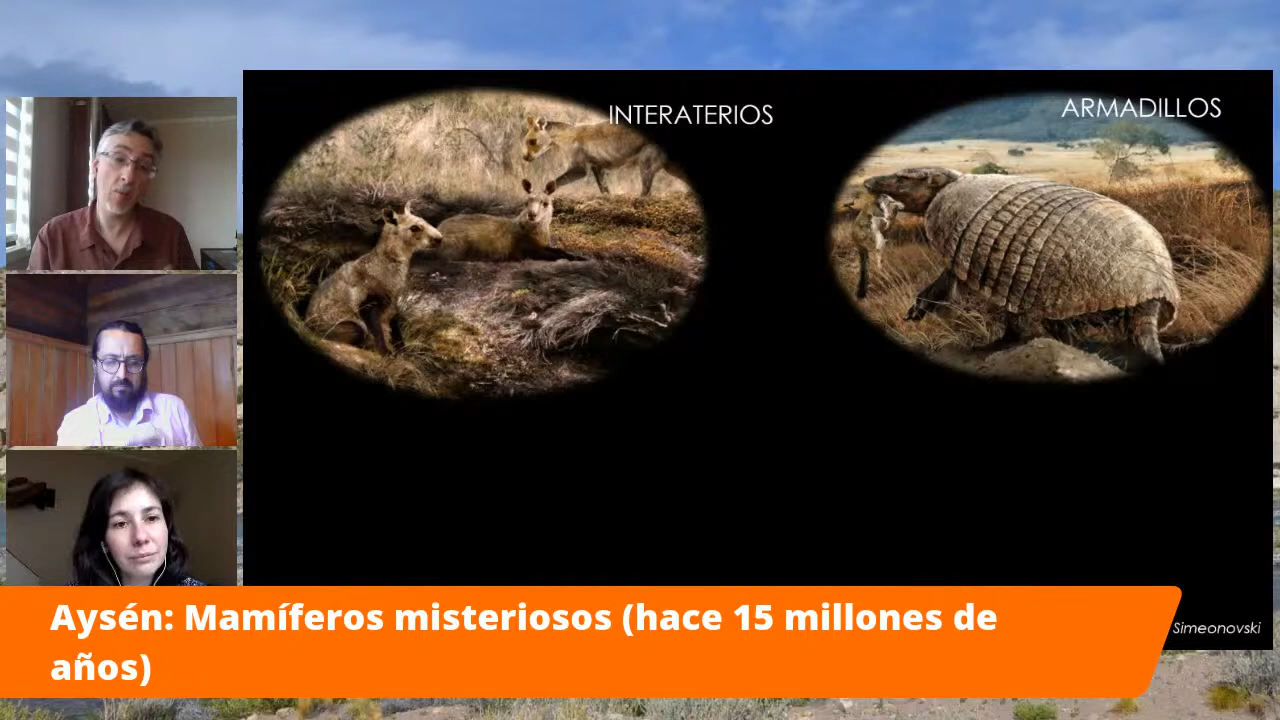 INTERATERIOS
ARMADILLOS
Simeonovski
Aysén: Mamíferos misteriosos (hace 15 millones de
años)